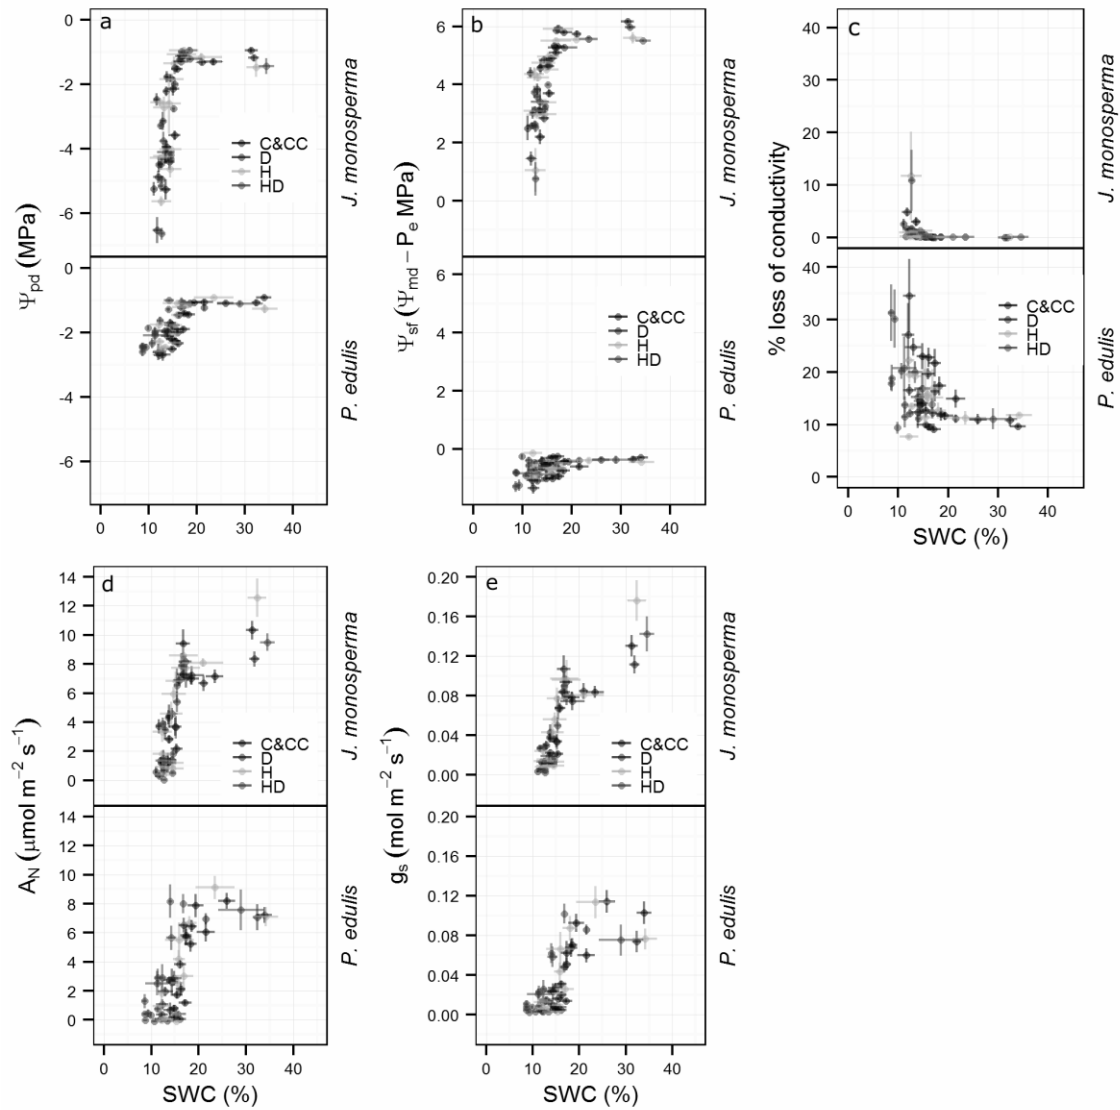 a
0
-2
-4
-6
C&CC
D
H
HD
J. monosperma
0
-2
-4
-6
P. edulis
Ψpd (MPa)
0 10 20 30 40
b
6
4
2
0
J. monosperma
6
4
2
0
C&CC
D
H
HD
P. edulis
Ψsf (Ψmd − Pe MPa)
0 10 20 30 40
c
40
30
20
10
0
J. monosperma
40
30
20
10
0
C&CC
D
H
HD
P. edulis
% loss of conductivity
0 10 20 30 40
SWC (%)
d
14
12
10
8
6
4
2
0
C&CC
D
H
HD
J. monosperma
14
12
10
8
6
4
2
0
P. edulis
AN (μmol m−2 s−1)
0 10 20 30 40
SWC (%)
e
0.20
0.16
0.12
0.08
0.04
0.00
C&CC
D
H
HD
J. monosperma
0.20
0.16
0.12
0.08
0.04
0.00
P. edulis
gs (mol m−2 s−1)
0 10 20 30 40
SWC (%)